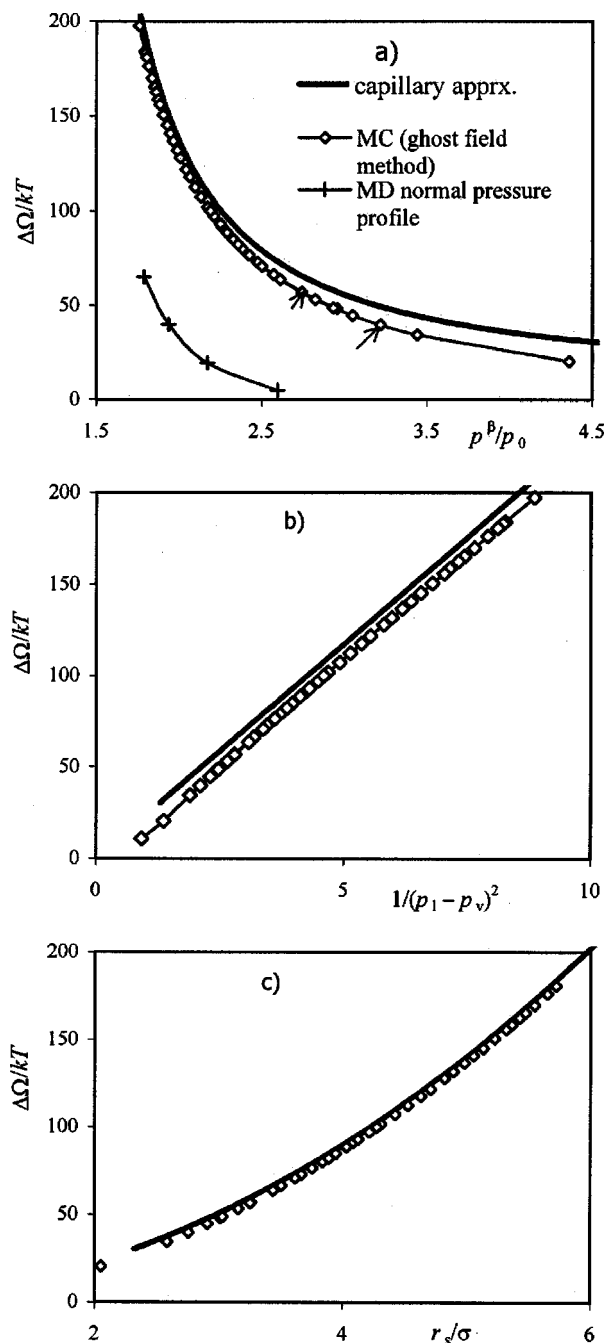 a)
200
150
100
50
0
ΔΩ/kT
capillary apprx.
MC (ghost field
method)
MD normal pressure
profile
1.5 2.5 3.5 4.5
p^β/p_0
b)
200
150
100
50
0
ΔΩ/kT
0 5 10
1/(p_l – p_v)^2
c)
200
150
100
50
0
ΔΩ/kT
2 4 6
r_s/σ